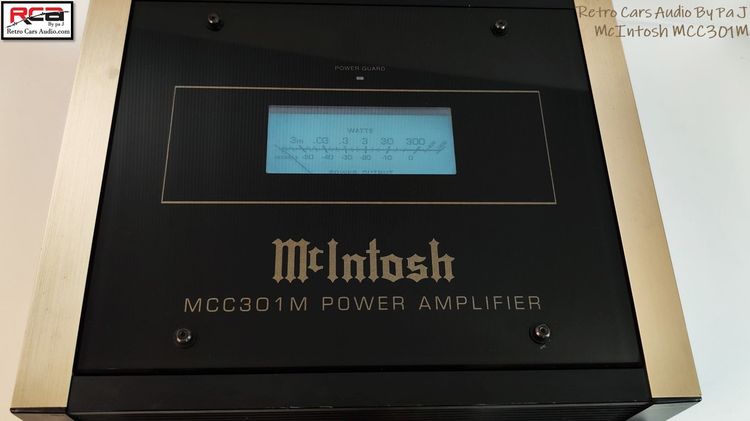 RCA
By pa J
Retro Cars Audio.com
Retro Cars Audio By Pa J
McIntosh MCC301M
POWER GUARD
WATTS
3m .03 .3 3 30 300
-50 -40 -30 -20 -10 0
POWER OUTPUT
McIntosh
MCC301M POWER AMPLIFIER